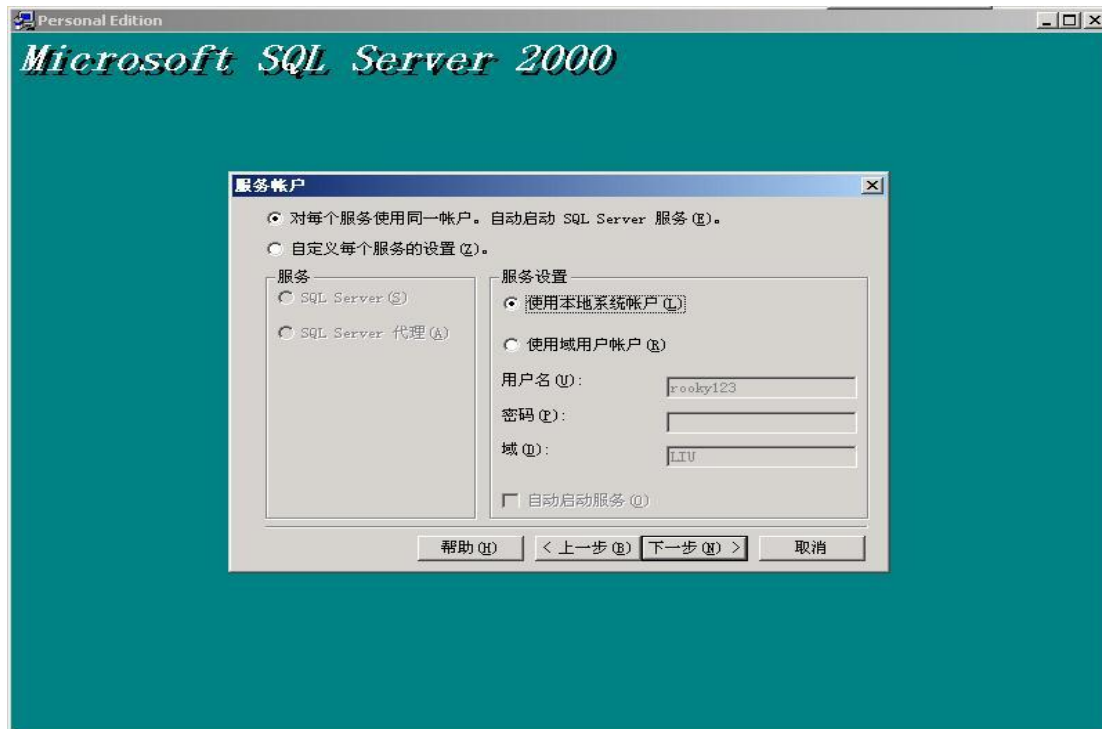 Personal Edition
Microsoft SQL Server 2000
服务帐户
对每个服务使用同一帐户。自动启动 SQL Server 服务(E)。
自定义每个服务的设置(Z)。
服务
SQL Server(S)
SQL Server 代理(A)
服务设置
使用本地系统帐户(L)
使用域用户帐户(R)
用户名(U):
rooky123
密码(P):
域(D):
LIU
自动启动服务(O)
帮助(H)
< 上一步(B)
下一步(N) >
取消